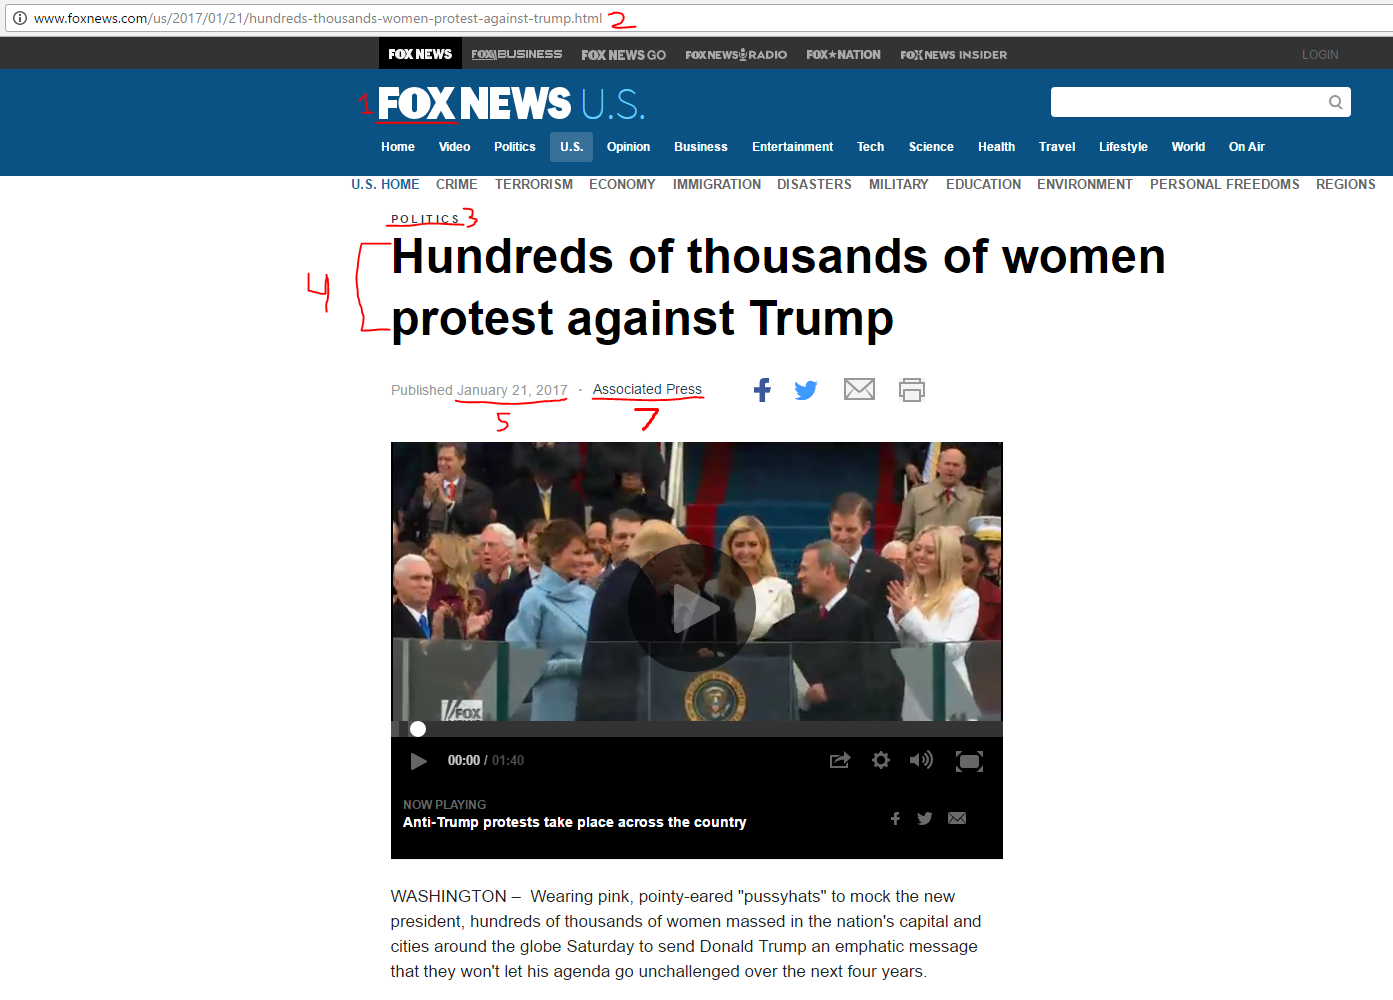 www.foxnews.com/us/2017/01/21/hundreds-thousands-women-protest-against-trump.html 2
FOX NEWS FOX BUSINESS FOX NEWS GO FOX NEWS RADIO FOX★NATION FOX NEWS INSIDER LOGIN
1 FOX NEWS U.S.
Home Video Politics U.S. Opinion Business Entertainment Tech Science Health Travel Lifestyle World On Air
U.S. HOME CRIME TERRORISM ECONOMY IMMIGRATION DISASTERS MILITARY EDUCATION ENVIRONMENT PERSONAL FREEDOMS REGIONS
POLITICS 3
Hundreds of thousands of women
4
protest against Trump
Published January 21, 2017 · Associated Press
5 7
FOX
NEWS
00:00 / 01:40
NOW PLAYING
Anti-Trump protests take place across the country
WASHINGTON – Wearing pink, pointy-eared "pussyhats" to mock the new
president, hundreds of thousands of women massed in the nation's capital and
cities around the globe Saturday to send Donald Trump an emphatic message
that they won't let his agenda go unchallenged over the next four years.